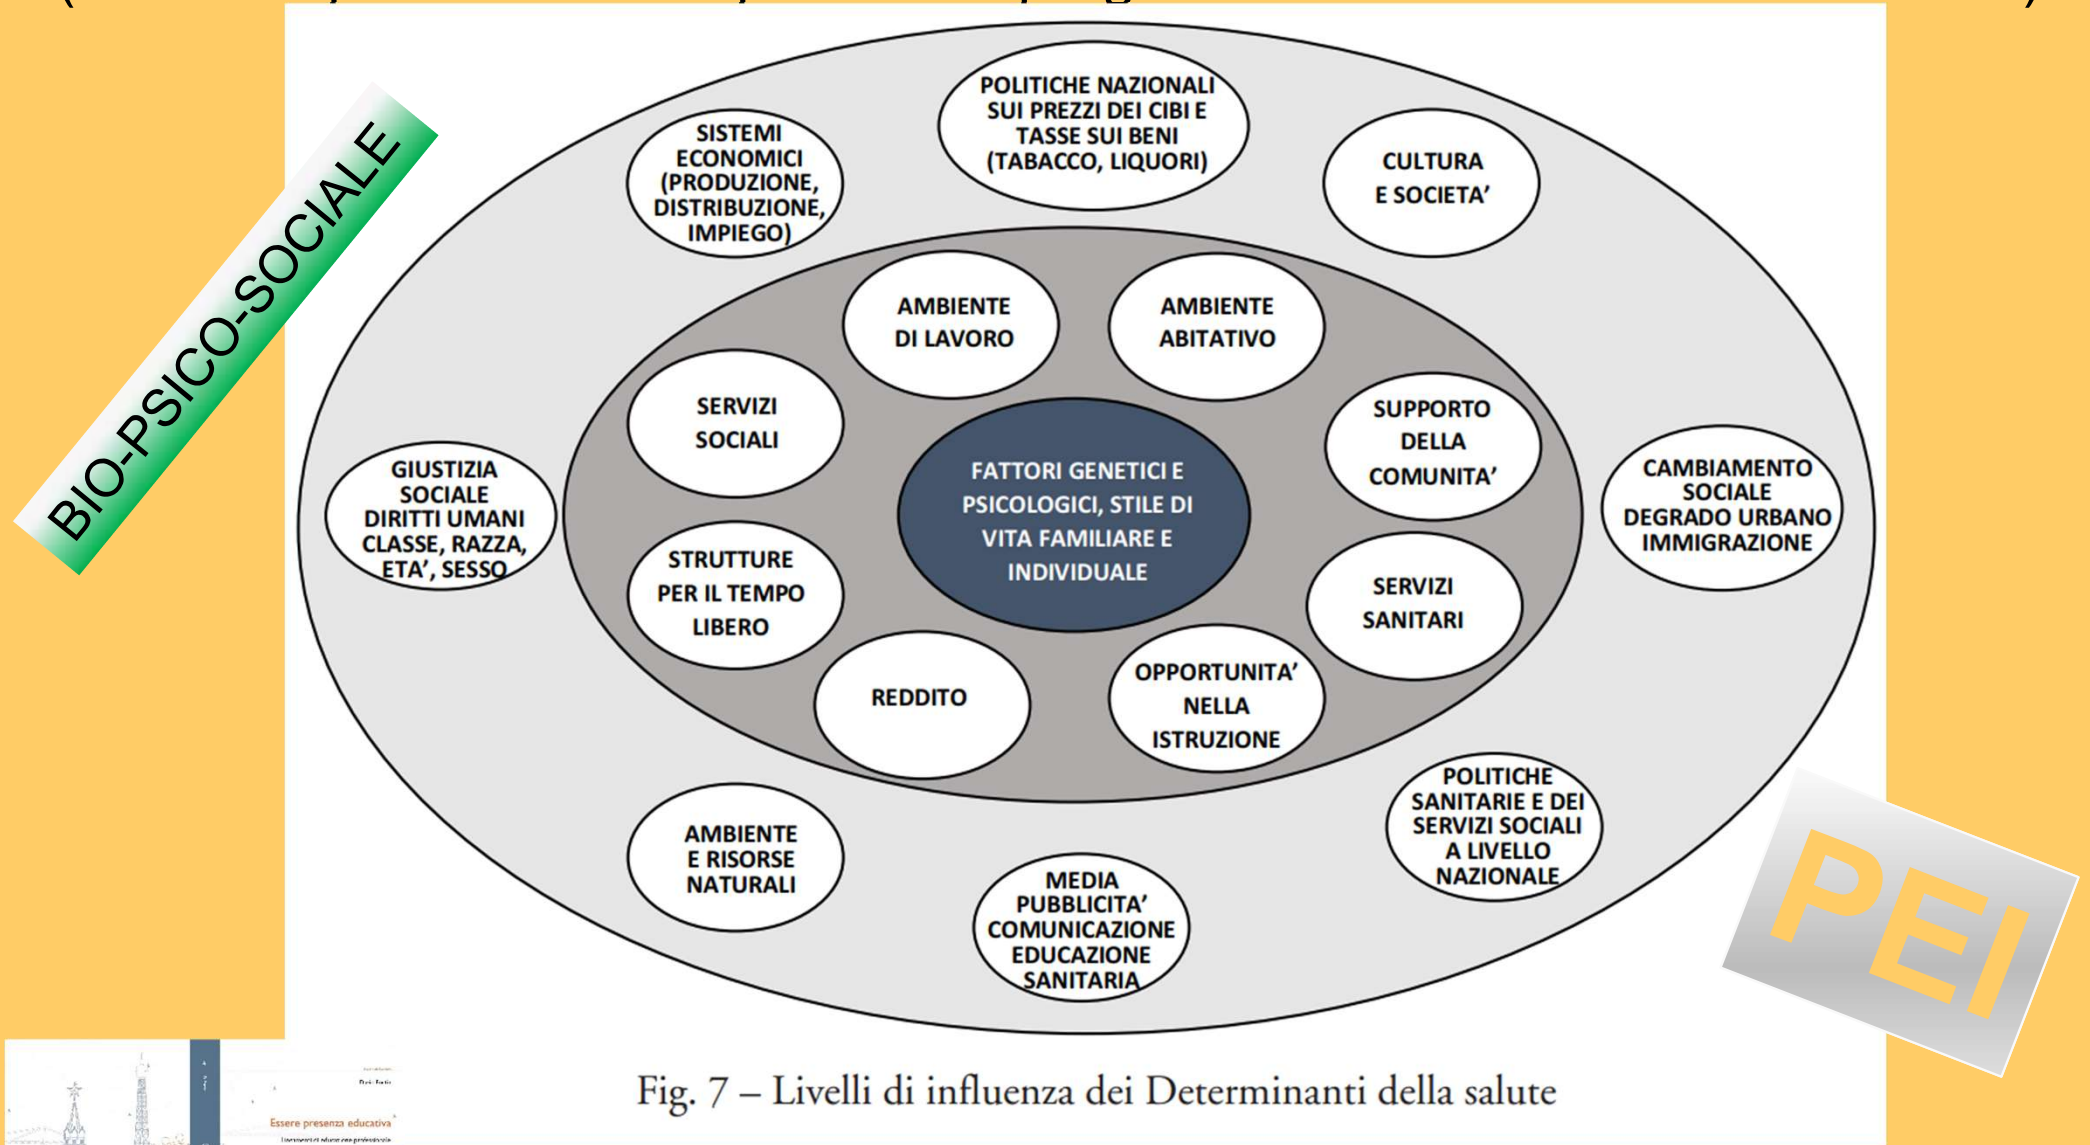 BIO-PSICO-SOCIALE
POLITICHE NAZIONALI
SUI PREZZI DEI CIBI E
TASSE SUI BENI
(TABACCO, LIQUORI)
SISTEMI
ECONOMICI
(PRODUZIONE,
DISTRIBUZIONE,
IMPIEGO)
CULTURA
E SOCIETA’
AMBIENTE
DI LAVORO
AMBIENTE
ABITATIVO
SERVIZI
SOCIALI
SUPPORTO
DELLA
COMUNITA’
GIUSTIZIA
SOCIALE
DIRITTI UMANI
CLASSE, RAZZA,
ETA’, SESSO
FATTORI GENETICI E
PSICOLOGICI, STILE DI
VITA FAMILIARE E
INDIVIDUALE
CAMBIAMENTO
SOCIALE
DEGRADO URBANO
IMMIGRAZIONE
STRUTTURE
PER IL TEMPO
LIBERO
SERVIZI
SANITARI
REDDITO
OPPORTUNITA’
NELLA
ISTRUZIONE
AMBIENTE
E RISORSE
NATURALI
MEDIA
PUBBLICITA’
COMUNICAZIONE
EDUCAZIONE
SANITARIA
POLITICHE
SANITARIE E DEI
SERVIZI SOCIALI
A LIVELLO
NAZIONALE
PEI
Fig. 7 – Livelli di influenza dei Determinanti della salute
Essere presenza educativa